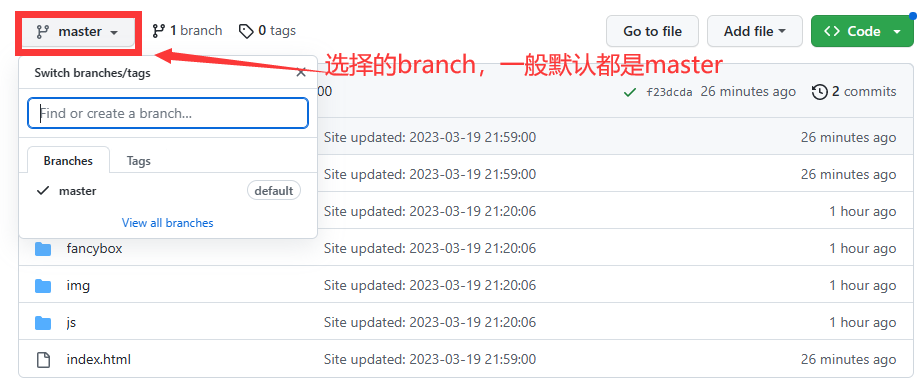 master 1 branch 0 tags Go to file Add file Code
选择的branch，一般默认都是master
Switch branches/tags
00 f23dcda 26 minutes ago 2 commits
Find or create a branch...
Site updated: 2023-03-19 21:59:00 26 minutes ago
Branches Tags
Site updated: 2023-03-19 21:59:00 26 minutes ago
master default
Site updated: 2023-03-19 21:20:06 1 hour ago
View all branches
fancybox Site updated: 2023-03-19 21:20:06 1 hour ago
img Site updated: 2023-03-19 21:20:06 1 hour ago
js Site updated: 2023-03-19 21:20:06 1 hour ago
index.html Site updated: 2023-03-19 21:59:00 26 minutes ago